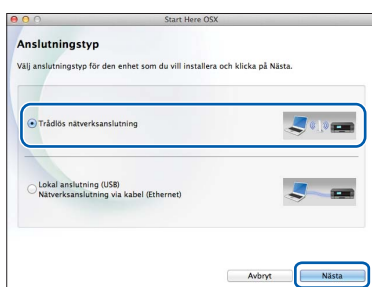 Start Here OSX
Anslutningstyp
Välj anslutningstyp för den enhet som du vill installera och klicka på Nästa.
Trådlös nätverksanslutning
Lokal anslutning (USB)
Nätverksanslutning via kabel (Ethernet)
Avbryt
Nästa